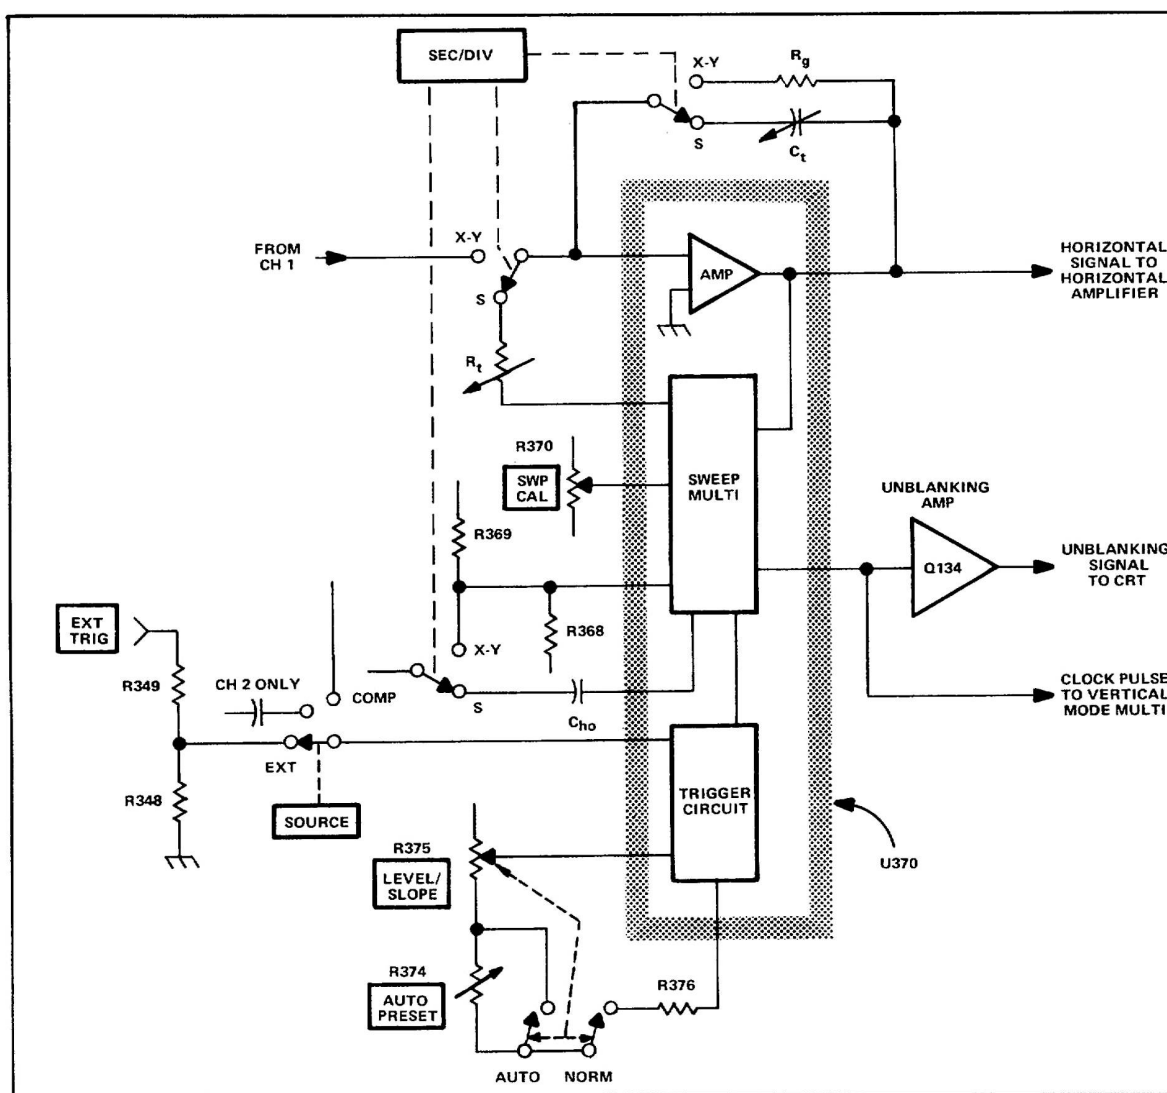 SEC/DIV
X-Y
Rg
S
Ct
FROM
CH 1
X-Y
S
AMP
HORIZONTAL
SIGNAL TO
HORIZONTAL
AMPLIFIER
Rt
R370
SWP
CAL
SWEEP
MULTI
UNBLANKING
AMP
R369
Q134
UNBLANKING
SIGNAL
TO CRT
EXT
TRIG
R368
X-Y
R349
CH 2 ONLY
COMP
S
Cho
CLOCK PULSE
TO VERTICAL
MODE MULTI
EXT
R348
TRIGGER
CIRCUIT
SOURCE
R375
LEVEL/
SLOPE
U370
R374
AUTO
PRESET
R376
AUTO
NORM